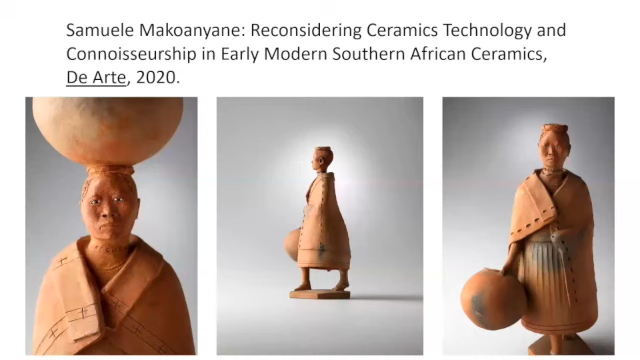 Samuele Makoanyane: Reconsidering Ceramics Technology and
Connoisseurship in Early Modern Southern African Ceramics,
De Arte, 2020.